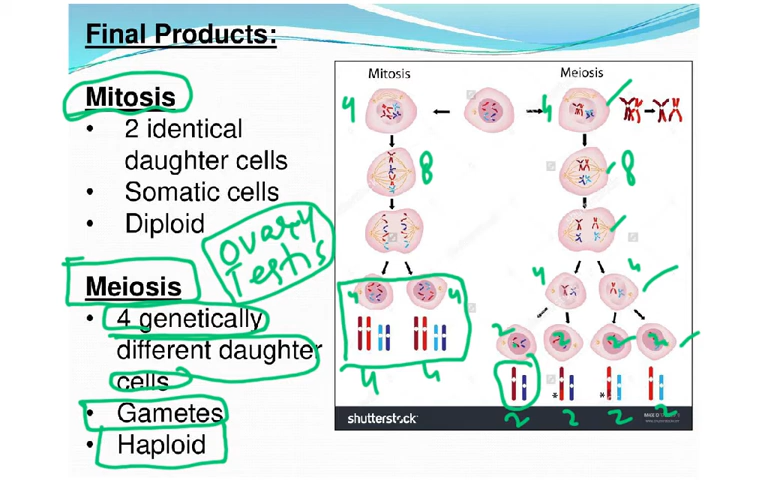 Final Products:
Mitosis
• 2 identical
daughter cells
• Somatic cells
• Diploid
Ovary
Testis
Meiosis
• 4 genetically
different daughter
cells
• Gametes
• Haploid
Mitosis
Meiosis
4
4
8
8
4
4
4
4
2
2
2
2
4
4
2
2
2
2
*
*
shutterstock